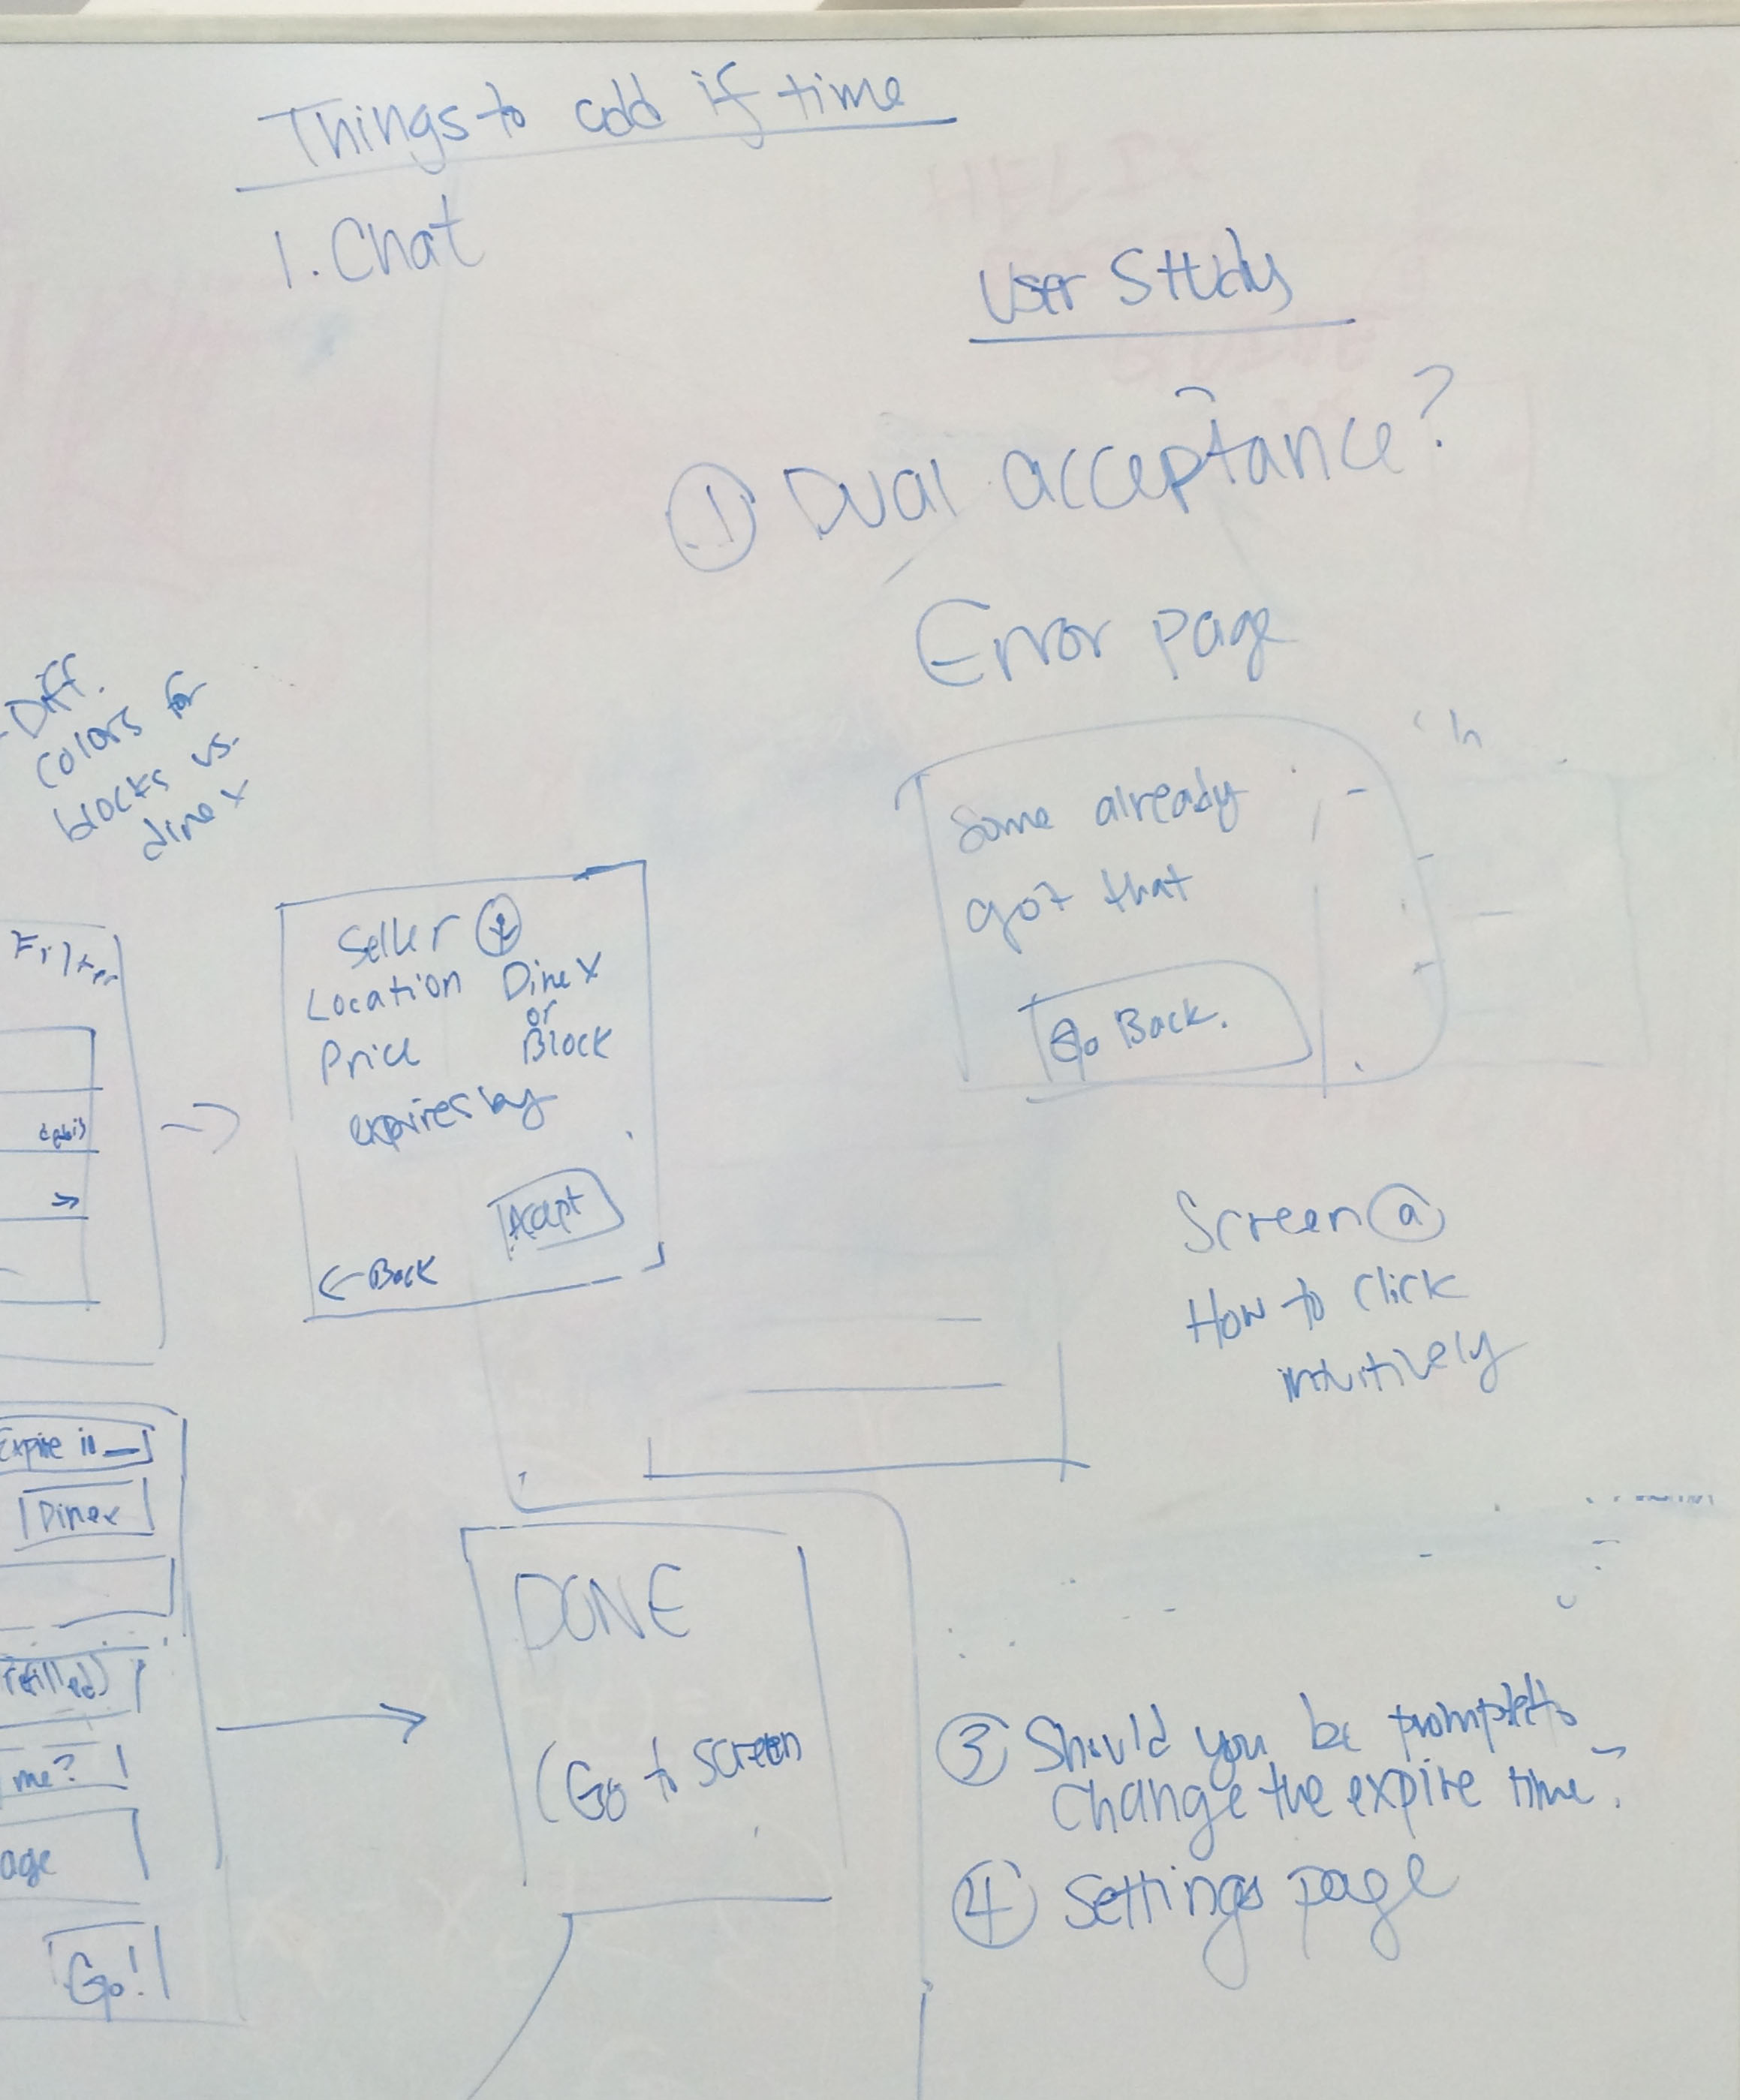 Things to add if time
1. Chat
User Study
① Dual acceptance?
Error page
Some already
got that
Go Back.
- Diff.
colors for
blocks vs.
dinex
Filter
Seller
Location DineX
or
Price Block
expires by
Accept
← Back
Screen ⓐ
How to click
intuitively
Expire in _
Dinex
me?
age
Go!
DONE
(Go to screen
③ Should you be prompted to
change the expire time?
④ Settings page